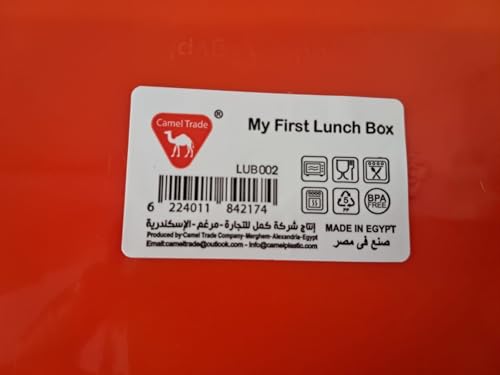 Camel Trade
®
My First Lunch Box
LUB002
6 224011 842174
5
PP
BPA
FREE
إنتاج شركة كمل للتجارة-مرغم-الإسكندرية
Produced by Camel Trade Company-Merghem-Alexandria-Egypt
Email:cameltrade@outlook.com - Info@camelplastic.com
MADE IN EGYPT
صنع فى مصر